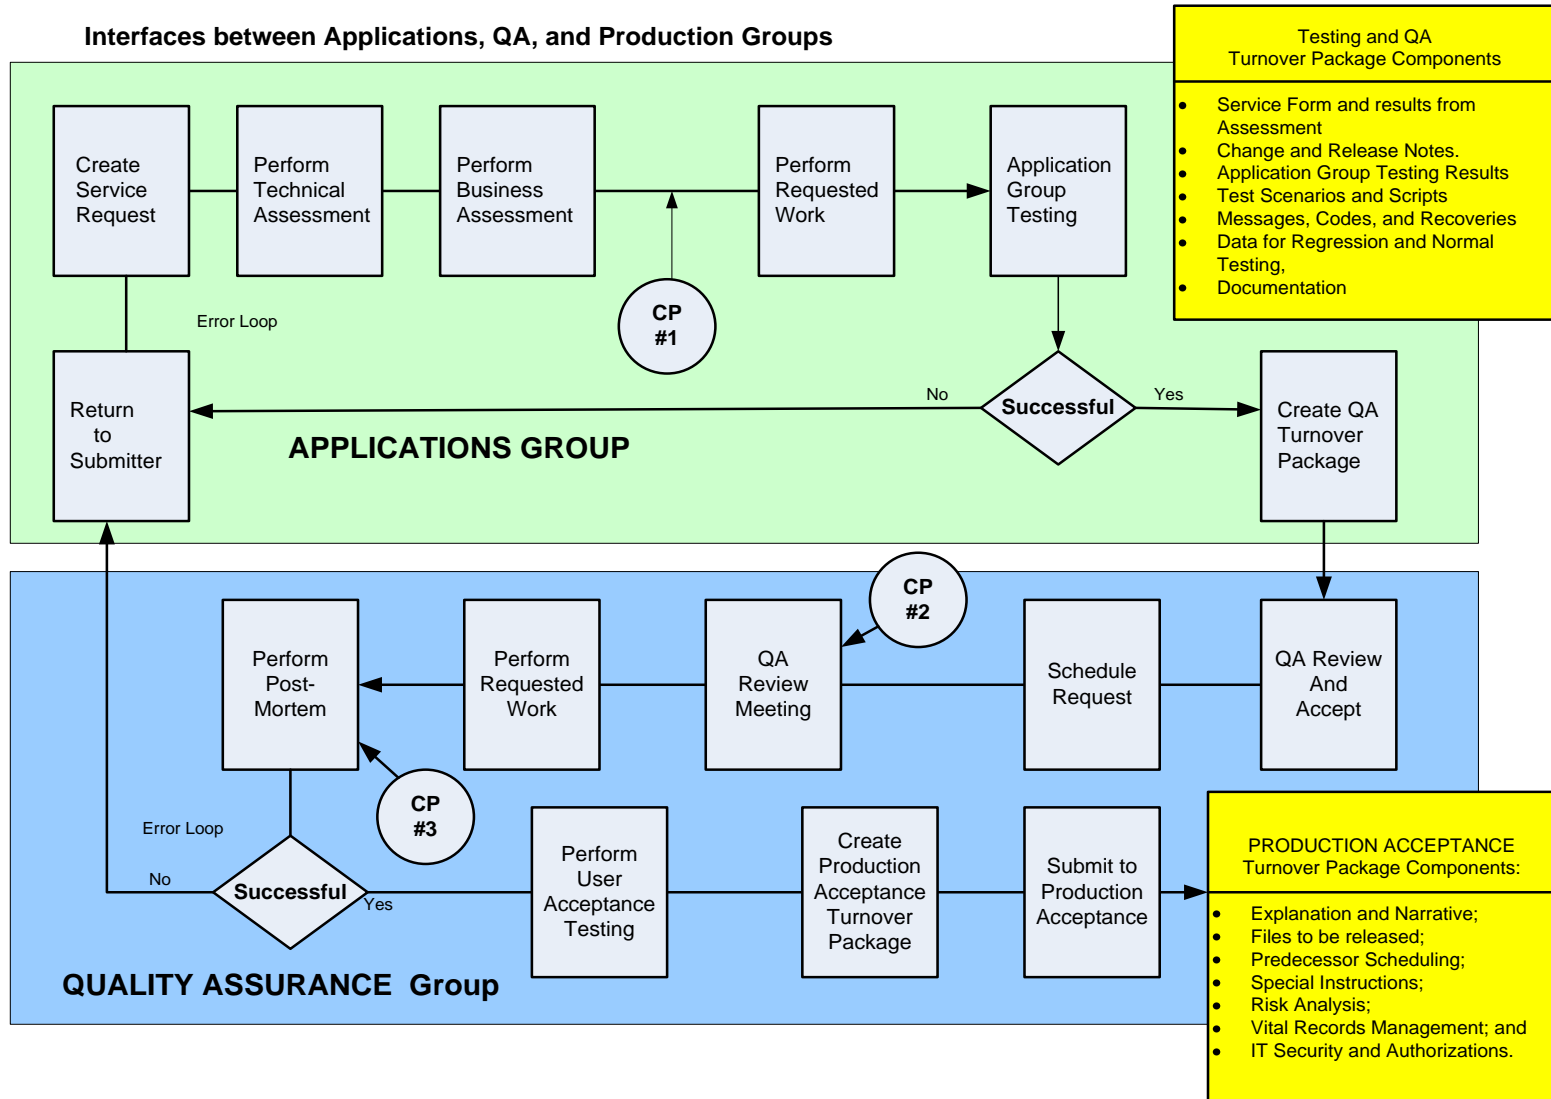 Interfaces between Applications, QA, and Production Groups
Testing and QA
Turnover Package Components
● Service Form and results from
Assessment
● Change and Release Notes.
● Application Group Testing Results
● Test Scenarios and Scripts
● Messages, Codes, and Recoveries
● Data for Regression and Normal
Testing,
● Documentation
Create
Service
Request
Perform
Technical
Assessment
Perform
Business
Assessment
Perform
Requested
Work
Application
Group
Testing
CP
#1
Error Loop
Return
to
Submitter
No
Successful
Yes
Create QA
Turnover
Package
APPLICATIONS GROUP
CP
#2
Perform
Post-
Mortem
Perform
Requested
Work
QA
Review
Meeting
Schedule
Request
QA Review
And
Accept
CP
#3
Error Loop
No
Successful
Yes
Perform
User
Acceptance
Testing
Create
Production
Acceptance
Turnover
Package
Submit to
Production
Acceptance
PRODUCTION ACCEPTANCE
Turnover Package Components:
● Explanation and Narrative;
● Files to be released;
● Predecessor Scheduling;
● Special Instructions;
● Risk Analysis;
● Vital Records Management; and
● IT Security and Authorizations.
QUALITY ASSURANCE Group